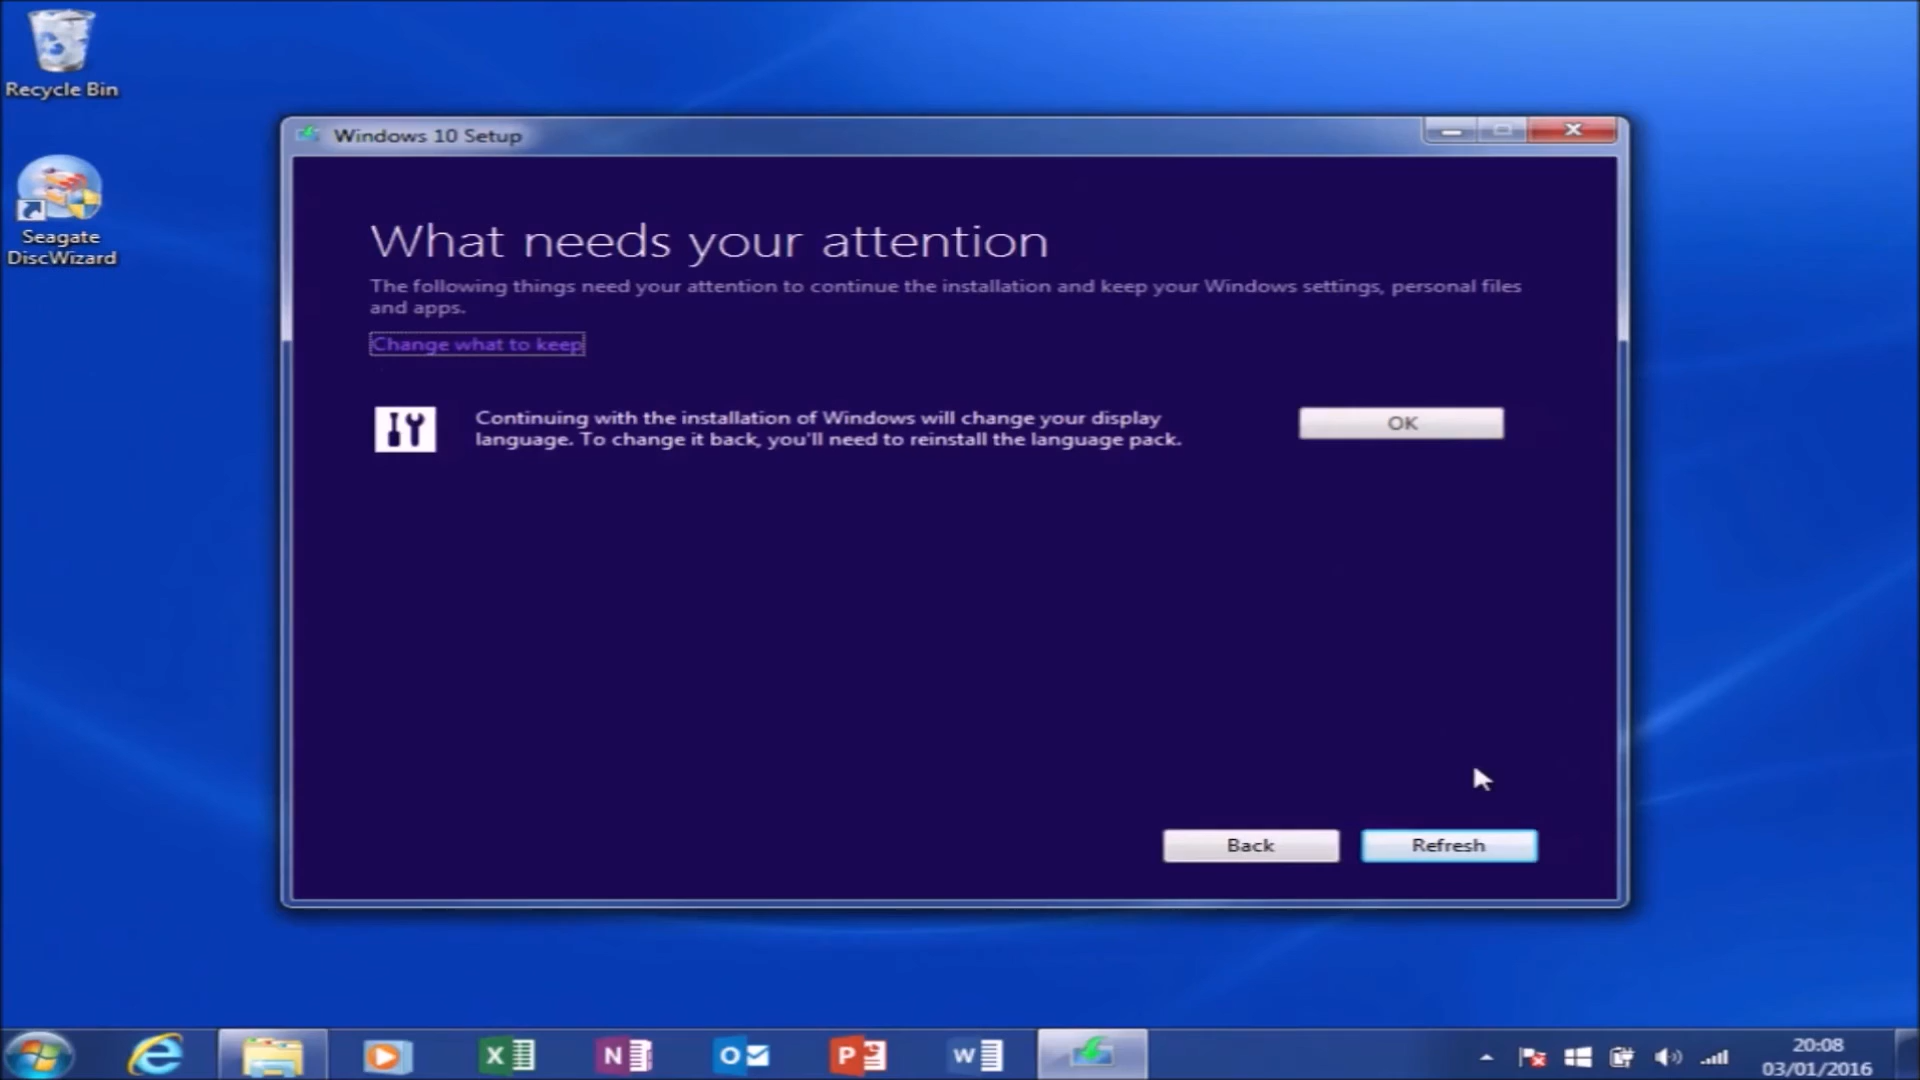 Recycle Bin
Seagate
DiscWizard
Windows 10 Setup
What needs your attention
The following things need your attention to continue the installation and keep your Windows settings, personal files
and apps.
Change what to keep
Continuing with the installation of Windows will change your display
language. To change it back, you'll need to reinstall the language pack.
OK
Back
Refresh
20:08
03/01/2016